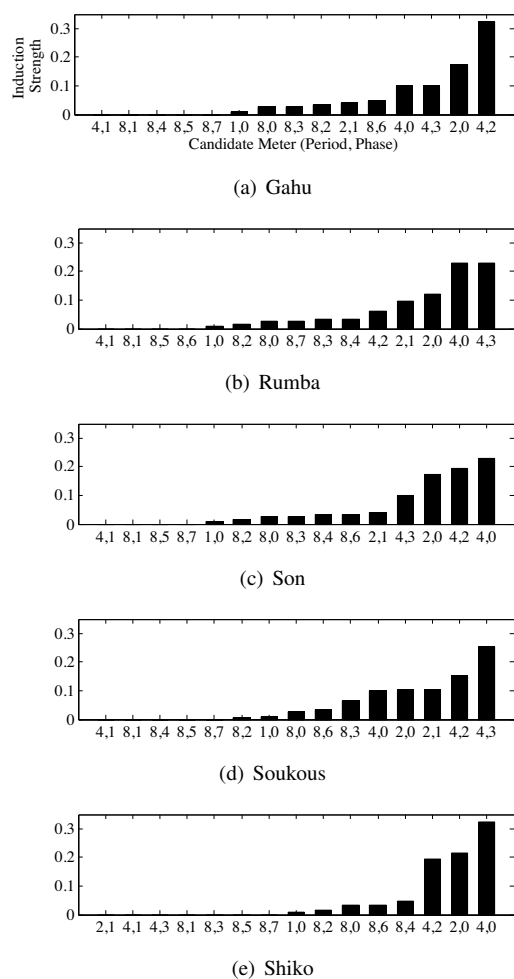 Induction
Strength
0.3
0.2
0.1
0
4,1 8,1 8,4 8,5 8,7 1,0 8,0 8,3 8,2 2,1 8,6 4,0 4,3 2,0 4,2
Candidate Meter (Period, Phase)
(a) Gahu
0.3
0.2
0.1
0
4,1 8,1 8,5 8,6 1,0 8,2 8,0 8,7 8,3 8,4 4,2 2,1 2,0 4,0 4,3
(b) Rumba
0.3
0.2
0.1
0
4,1 8,1 8,5 8,7 1,0 8,2 8,0 8,3 8,4 8,6 2,1 4,3 2,0 4,2 4,0
(c) Son
0.3
0.2
0.1
0
4,1 8,1 8,4 8,5 8,7 8,2 1,0 8,0 8,6 8,3 4,0 2,0 2,1 4,2 4,3
(d) Soukous
0.3
0.2
0.1
0
2,1 4,1 4,3 8,1 8,3 8,5 8,7 1,0 8,2 8,0 8,6 8,4 4,2 2,0 4,0
(e) Shiko